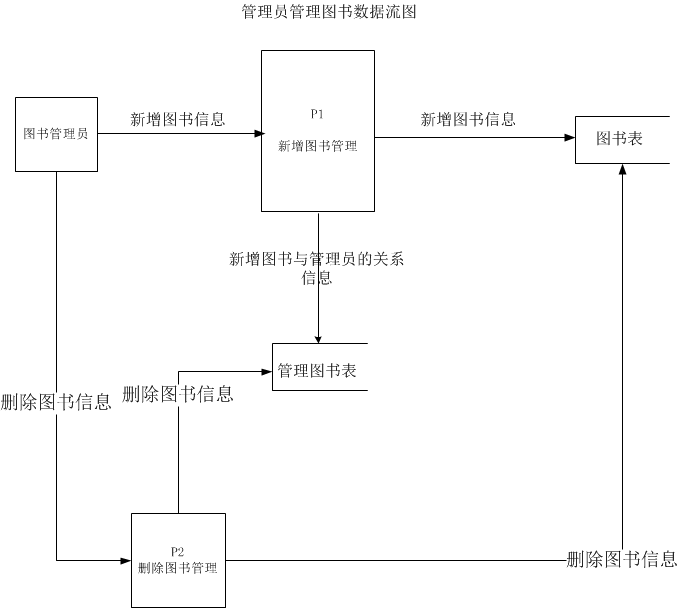 管理员管理图书数据流图
P1
新增图书管理
图书管理员
新增图书信息
新增图书信息
图书表
新增图书与管理员的关系
信息
管理图书表
删除图书信息
删除图书信息
P2
删除图书管理
删除图书信息